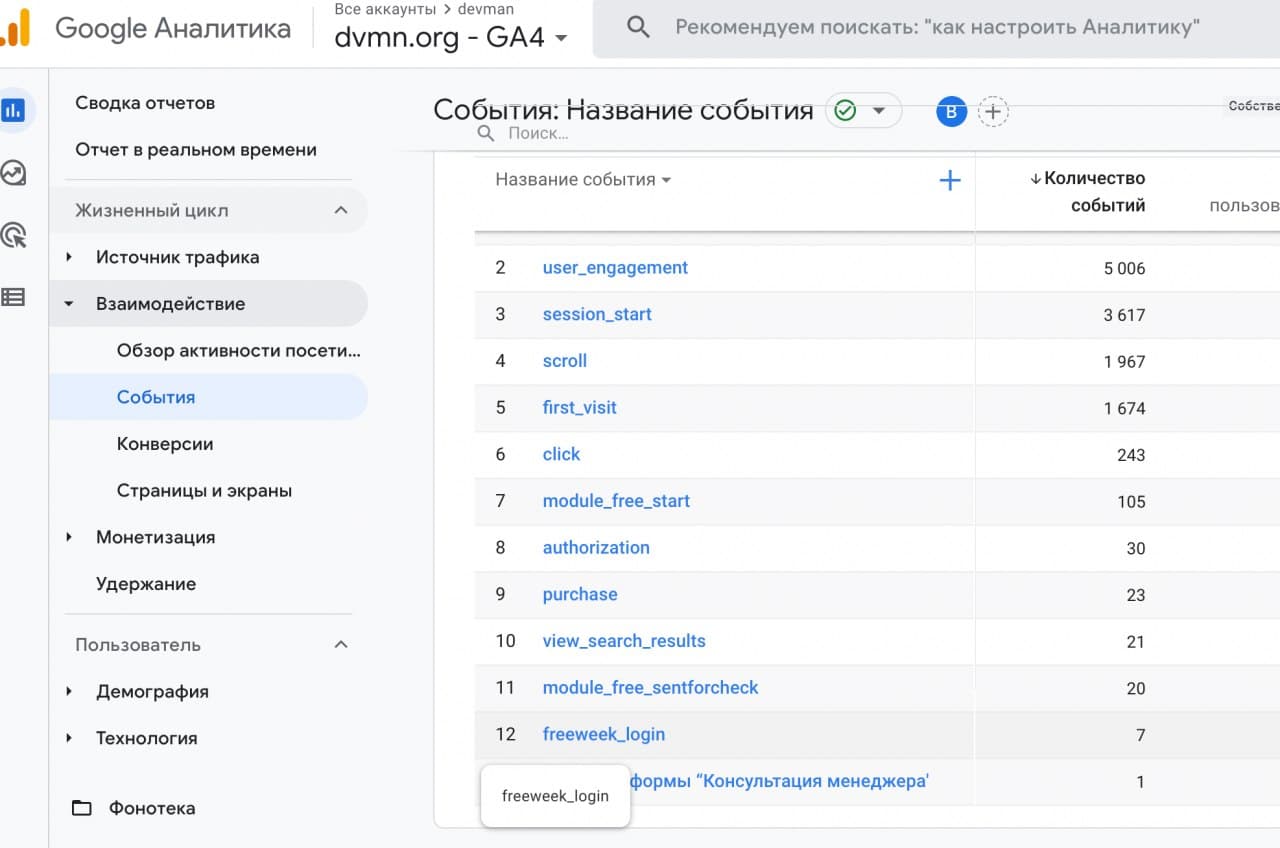 Google Аналитика
Все аккаунты > devman
dvmn.org - GA4
Рекомендуем поискать: "как настроить Аналитику"
Сводка отчетов
Отчет в реальном времени
Жизненный цикл
Источник трафика
Взаимодействие
Обзор активности посети...
События
Конверсии
Страницы и экраны
Монетизация
Удержание
Пользователь
Демография
Технология
Фонотека
События: Название события
B
Поиск...
Название события
↓ Количество
событий
2 user_engagement 5 006
3 session_start 3 617
4 scroll 1 967
5 first_visit 1 674
6 click 243
7 module_free_start 105
8 authorization 30
9 purchase 23
10 view_search_results 21
11 module_free_sentforcheck 20
12 freeweek_login 7
формы “Консультация менеджера' 1
freeweek_login